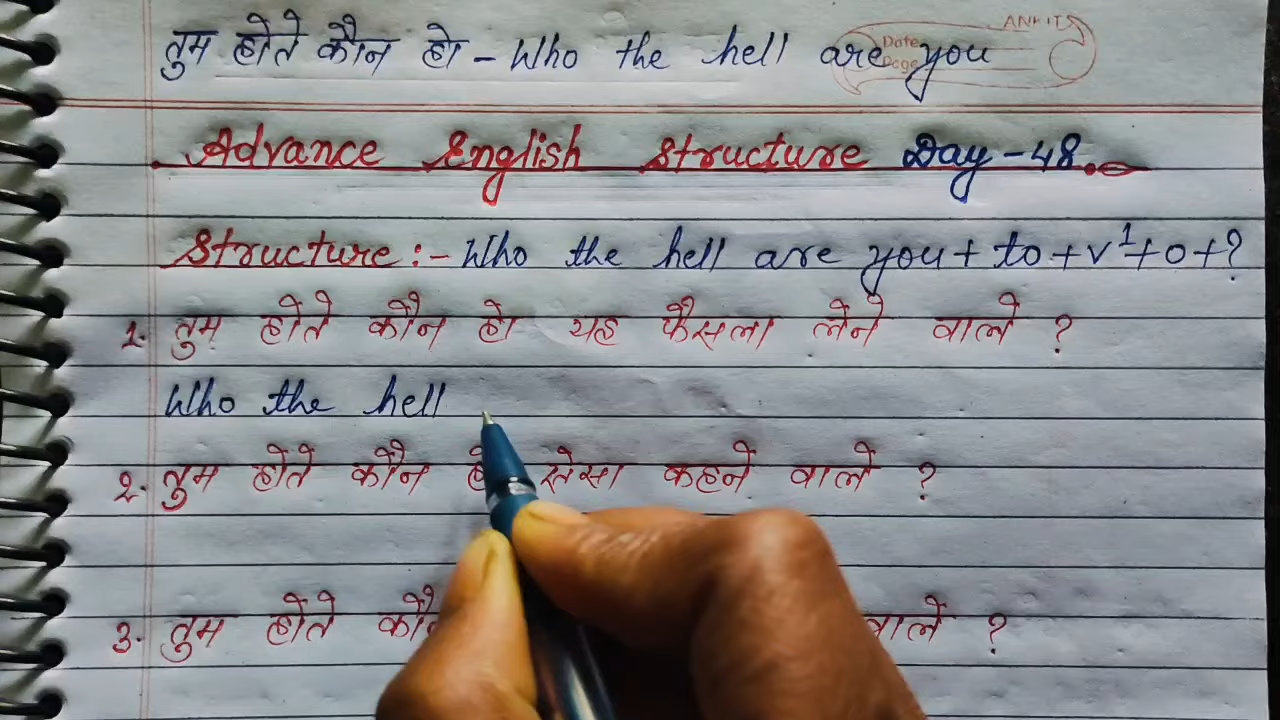 ANKIT
Date
Page
तुम होते कौन हो - Who the hell are you
Advance English Structure Day - 48.
Structure :- Who the hell are you + to + v¹ + o + ?
1. तुम होते कौन हो यह फैसला लेने वाले ?
Who the hell
2. तुम होते कौन ऐसा कहने वाले ?
3. तुम होते वाले ?